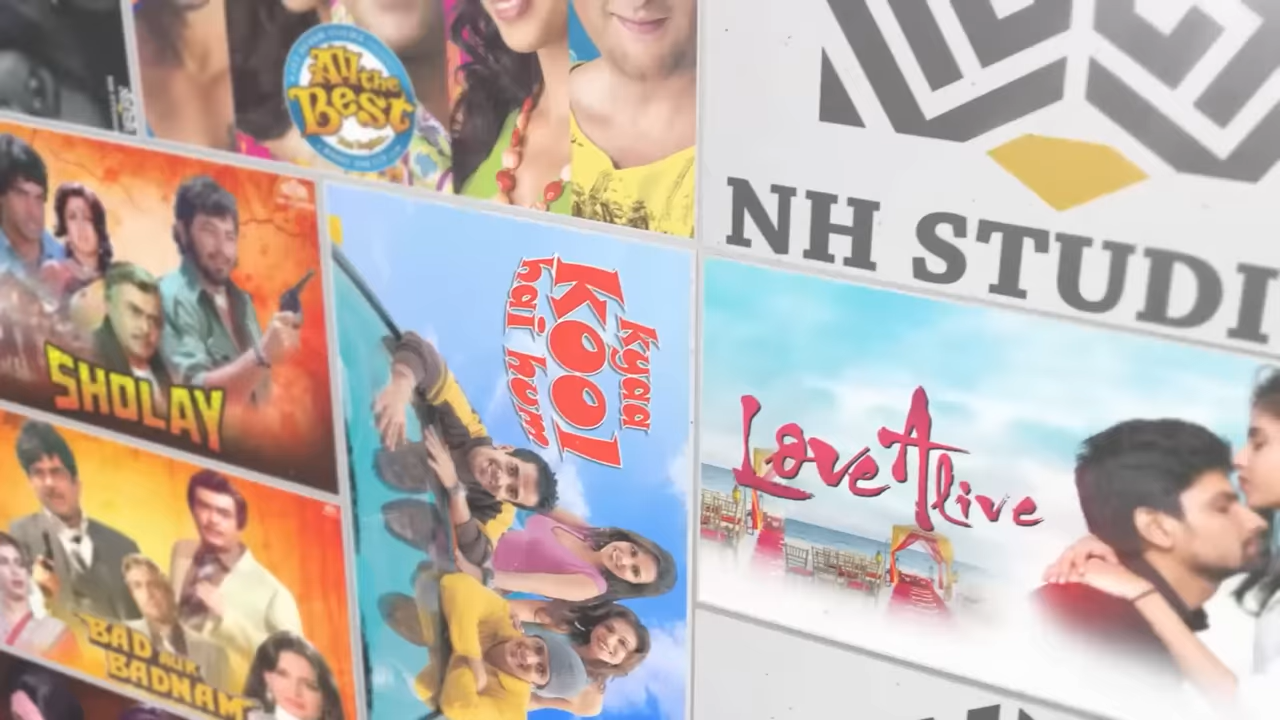 All the
Best
NH STUDI
SHOLAY
Kyaa
KOOL
hai hum
Love Alive
BAD AUR
BADNAM